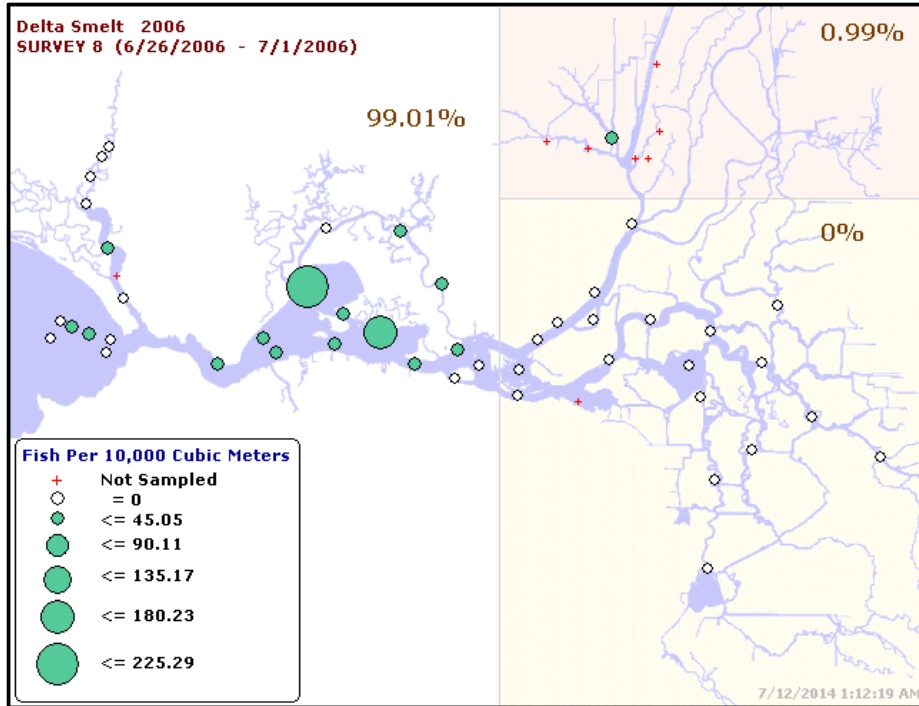 Delta Smelt 2006
SURVEY 8 (6/26/2006 - 7/1/2006)
0.99%
99.01%
0%
Fish Per 10,000 Cubic Meters
Not Sampled
= 0
<= 45.05
<= 90.11
<= 135.17
<= 180.23
<= 225.29
7/12/2014 1:12:19 AM